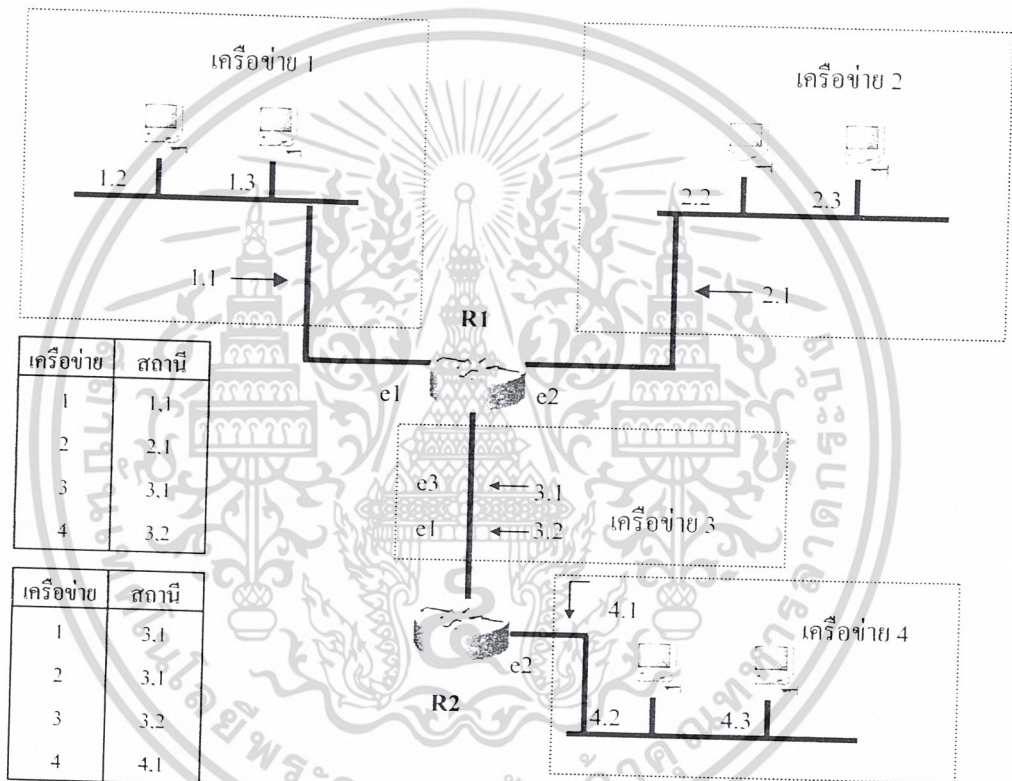 เครือข่าย 1
เครือข่าย 2
1.2
1.3
2.2
2.3
1.1
2.1
R1
e1
e2
เครือข่าย สถานี
1 1.1
2 2.1
3 3.1
4 3.2
e3
3.1
e1
3.2
เครือข่าย 3
เครือข่าย สถานี
1 3.1
2 3.1
3 3.2
4 4.1
4.1
เครือข่าย 4
e2
R2
4.2
4.3